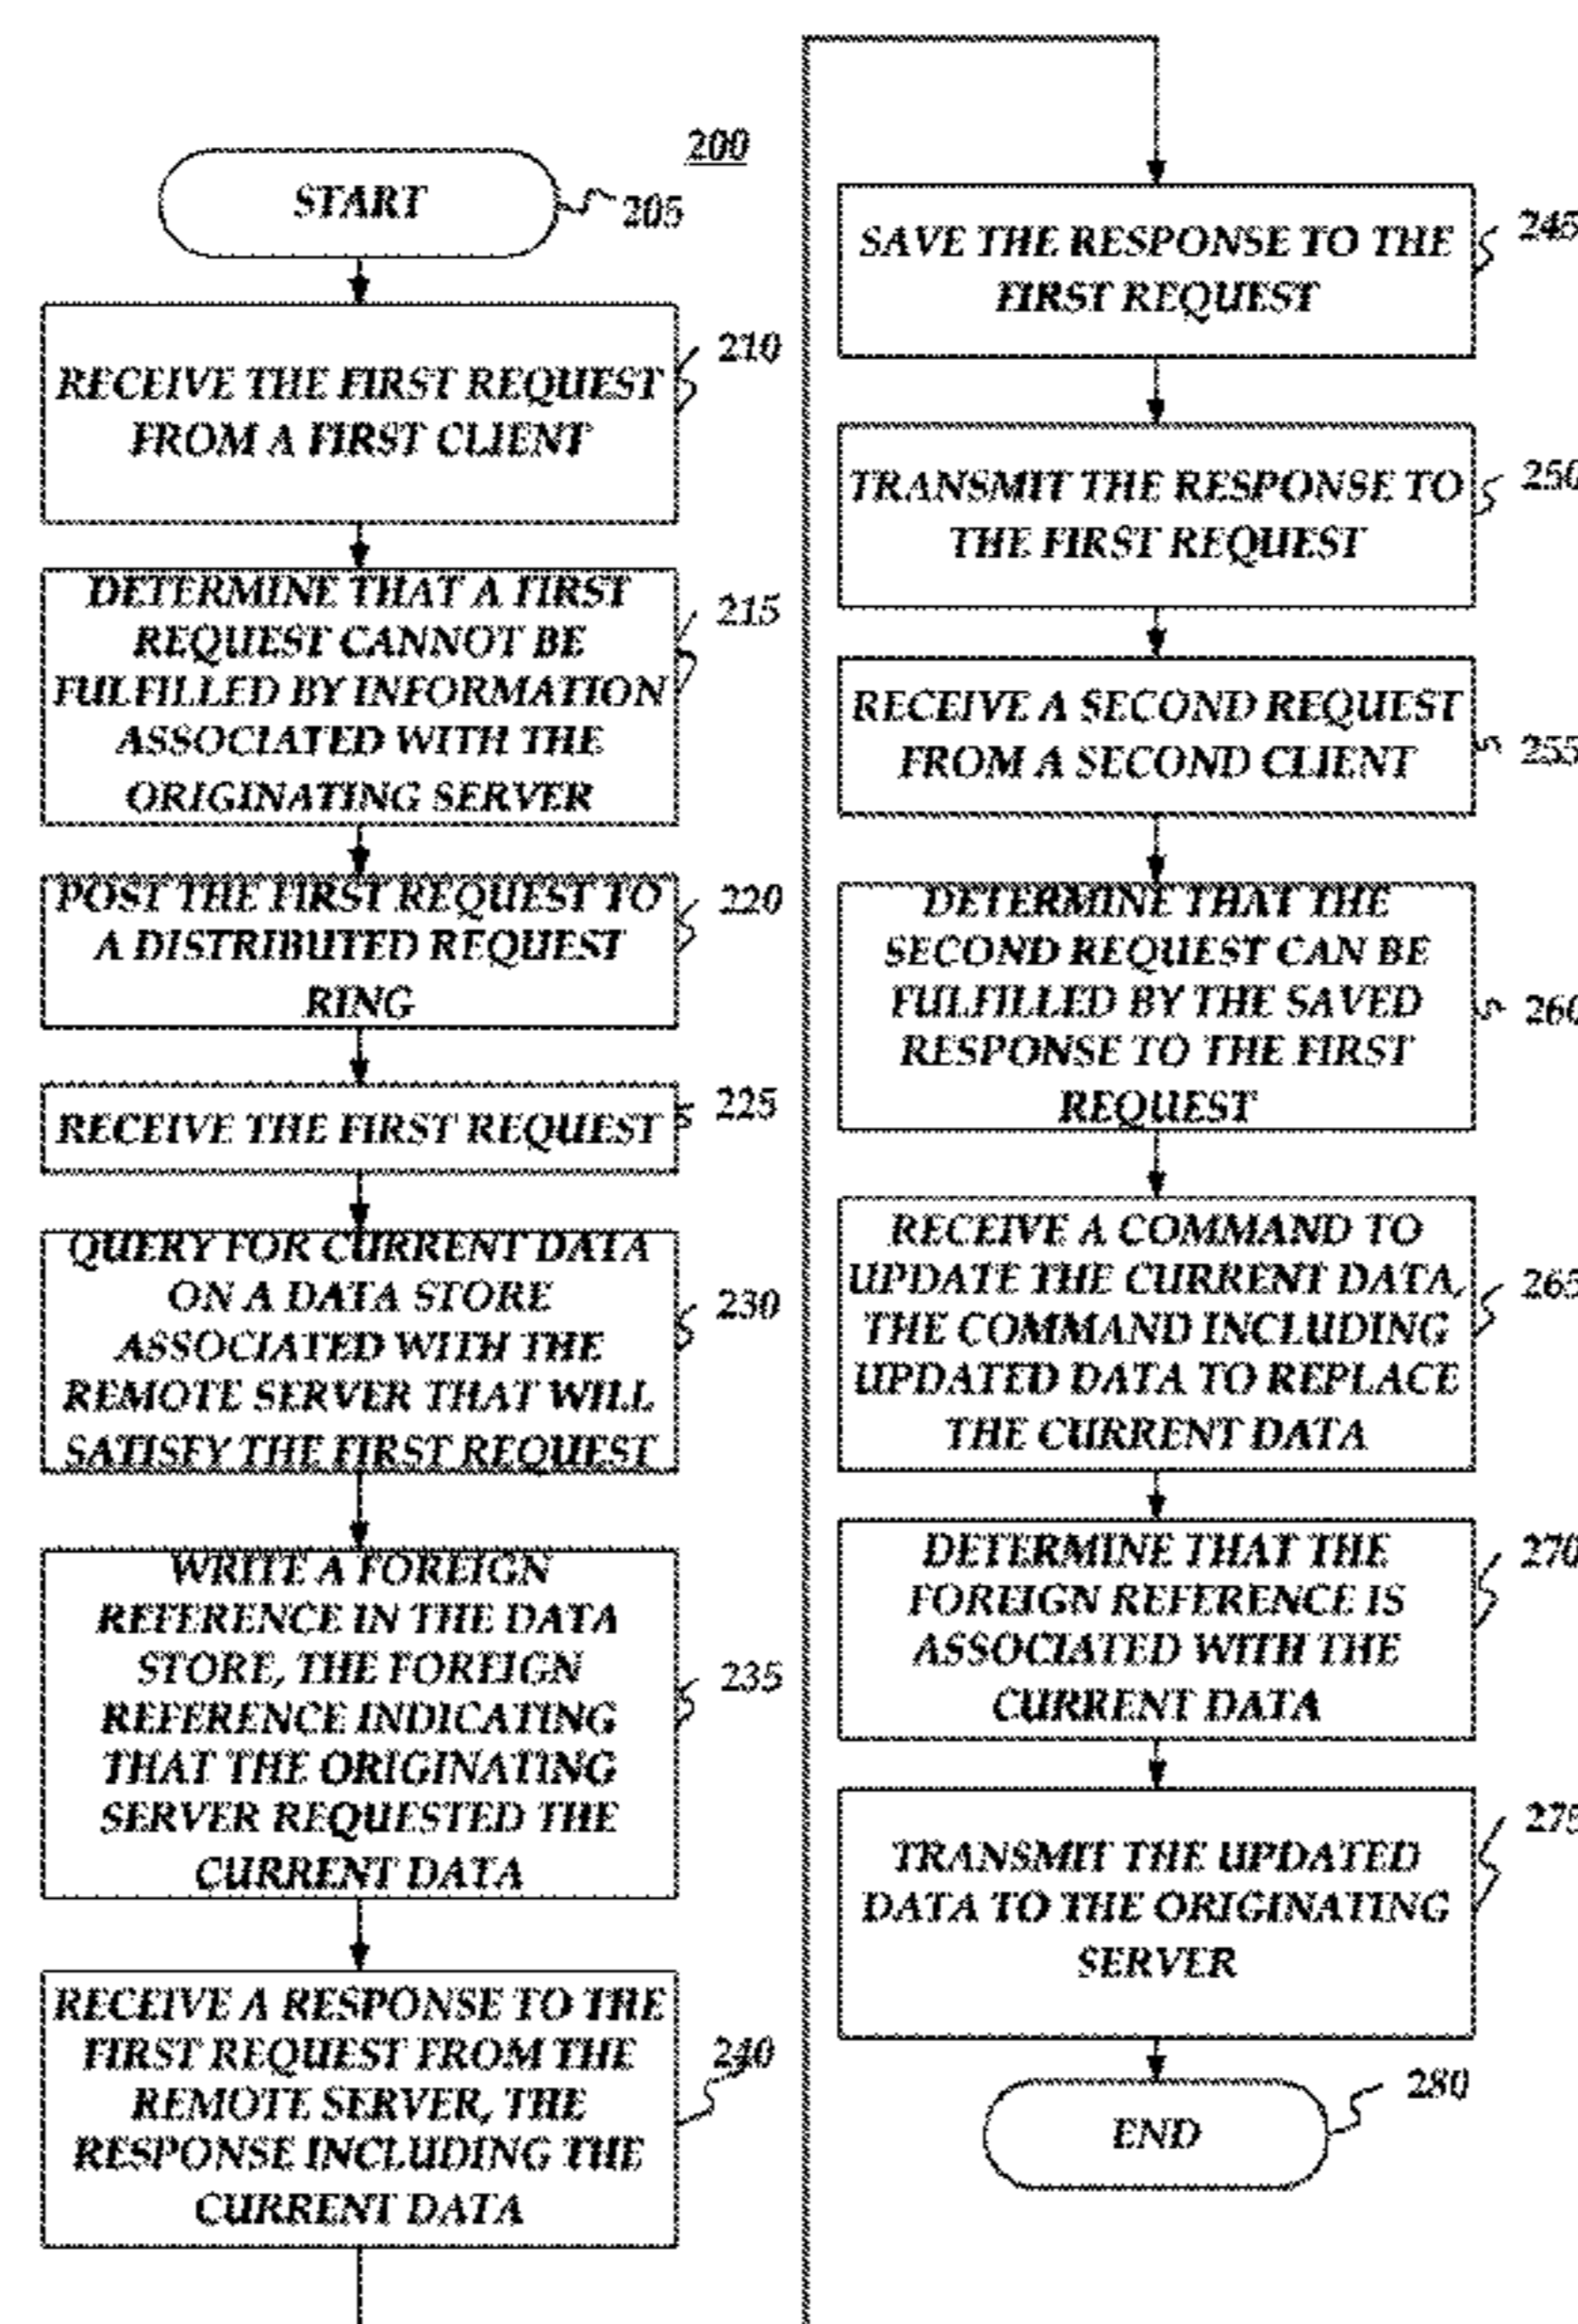 200
START
205
RECEIVE THE FIRST REQUEST
FROM A FIRST CLIENT
210
DETERMINE THAT A FIRST
REQUEST CANNOT BE
FULFILLED BY INFORMATION
ASSOCIATED WITH THE
ORIGINATING SERVER
215
POST THE FIRST REQUEST TO
A DISTRIBUTED REQUEST
RING
220
RECEIVE THE FIRST REQUEST
225
QUERY FOR CURRENT DATA
ON A DATA STORE
ASSOCIATED WITH THE
REMOTE SERVER THAT WILL
SATISFY THE FIRST REQUEST
230
WRITE A FOREIGN
REFERENCE IN THE DATA
STORE, THE FOREIGN
REFERENCE INDICATING
THAT THE ORIGINATING
SERVER REQUESTED THE
CURRENT DATA
235
RECEIVE A RESPONSE TO THE
FIRST REQUEST FROM THE
REMOTE SERVER, THE
RESPONSE INCLUDING THE
CURRENT DATA
240
SAVE THE RESPONSE TO THE
FIRST REQUEST
245
TRANSMIT THE RESPONSE TO
THE FIRST REQUEST
250
RECEIVE A SECOND REQUEST
FROM A SECOND CLIENT
255
DETERMINE THAT THE
SECOND REQUEST CAN BE
FULFILLED BY THE SAVED
RESPONSE TO THE FIRST
REQUEST
260
RECEIVE A COMMAND TO
UPDATE THE CURRENT DATA,
THE COMMAND INCLUDING
UPDATED DATA TO REPLACE
THE CURRENT DATA
265
DETERMINE THAT THE
FOREIGN REFERENCE IS
ASSOCIATED WITH THE
CURRENT DATA
270
TRANSMIT THE UPDATED
DATA TO THE ORIGINATING
SERVER
275
END
280